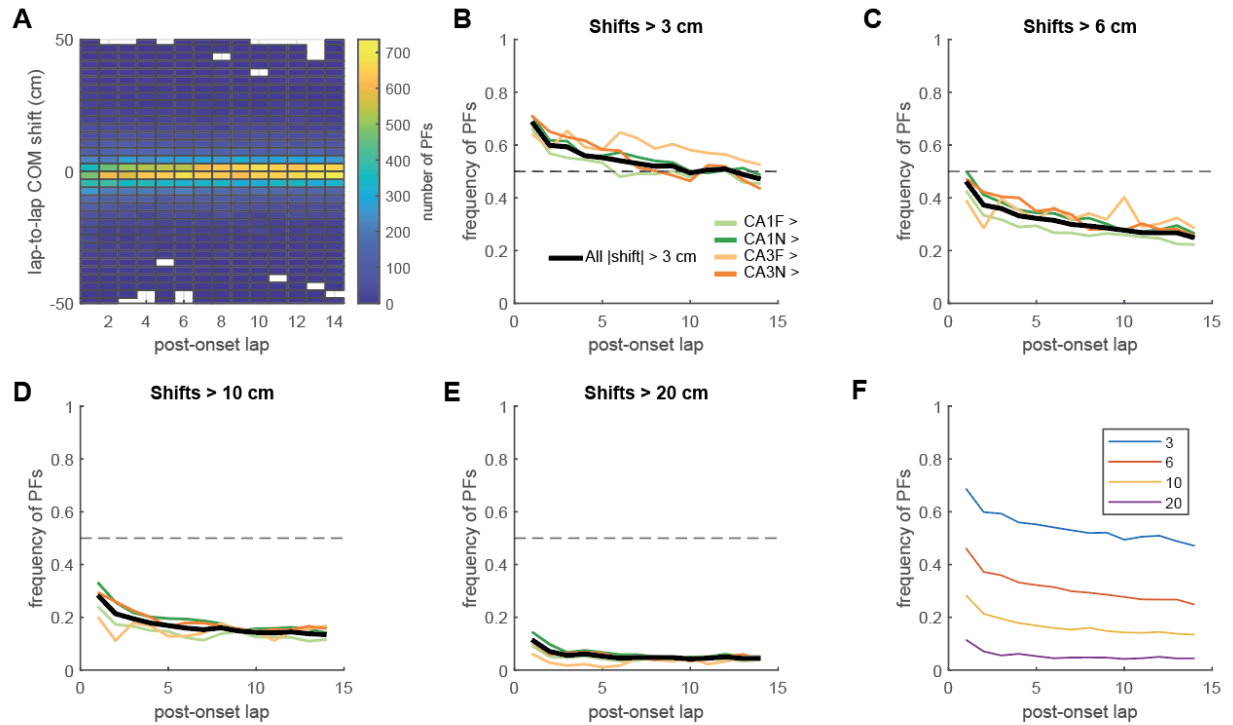 A
50
0
-50
lap-to-lap COM shift (cm)
2 4 6 8 10 12 14
post-onset lap
700
600
500
400
300
200
100
0
number of PFs
B
Shifts > 3 cm
1
0.8
0.6
0.4
0.2
0
frequency of PFs
CA1F >
CA1N >
CA3F >
CA3N >
All |shift| > 3 cm
0 5 10 15
post-onset lap
C
Shifts > 6 cm
1
0.8
0.6
0.4
0.2
0
frequency of PFs
0 5 10 15
post-onset lap
D
Shifts > 10 cm
1
0.8
0.6
0.4
0.2
0
frequency of PFs
0 5 10 15
post-onset lap
E
Shifts > 20 cm
1
0.8
0.6
0.4
0.2
0
frequency of PFs
0 5 10 15
post-onset lap
F
1
0.8
0.6
0.4
0.2
0
frequency of PFs
3
6
10
20
0 5 10 15
post-onset lap